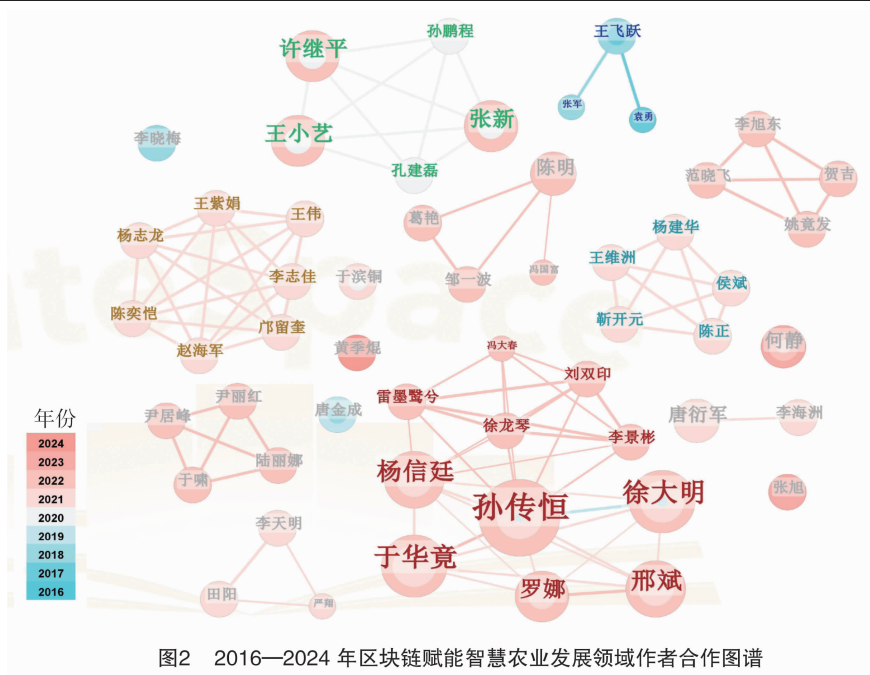 孙鹏程
王飞跃
许继平
张军
袁勇
张新
王小艺
李晓梅
李旭东
陈明
孔建磊
范晓飞
贺吉
王紫娟
王伟
葛艳
姚竟发
杨建华
杨志龙
王维洲
李志佳
于滨铜
邹一波
冯国富
侯斌
陈奕恺
邝留奎
靳开元
陈正
赵海军
黄季焜
冯大春
何静
刘双印
雷墨鹥兮
尹丽红
尹居峰
唐金成
徐龙琴
李景彬
唐衍军
李海洲
年份
2024
2023
2022
2021
2020
2019
2018
2017
2016
陆丽娜
于啸
杨信廷
孙传恒
徐大明
张旭
李天明
于华竟
罗娜
邢斌
田阳
严翔
图2 2016—2024 年区块链赋能智慧农业发展领域作者合作图谱